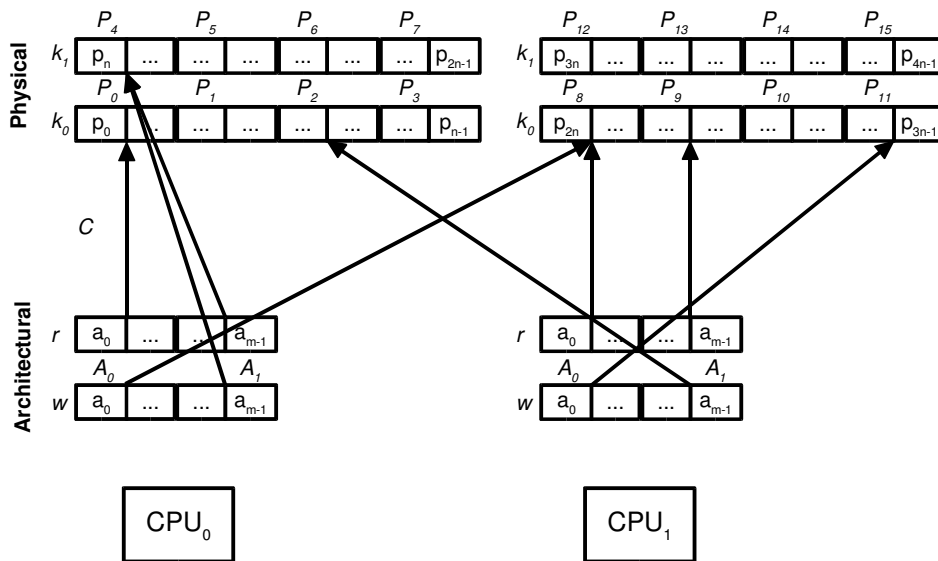 P4 P5 P6 P7 P12 P13 P14 P15
k1 pn ... ... ... ... ... ... p2n-1 k1 p3n ... ... ... ... ... ... p4n-1
P0 P1 P2 P3 P8 P9 P10 P11
k0 p0 ... ... ... ... ... ... pn-1 k0 p2n ... ... ... ... ... ... p3n-1
Physical
C
r a0 ... ... am-1 r a0 ... ... am-1
A0 A1 A0 A1
w a0 ... ... am-1 w a0 ... ... am-1
Architectural
CPU0 CPU1